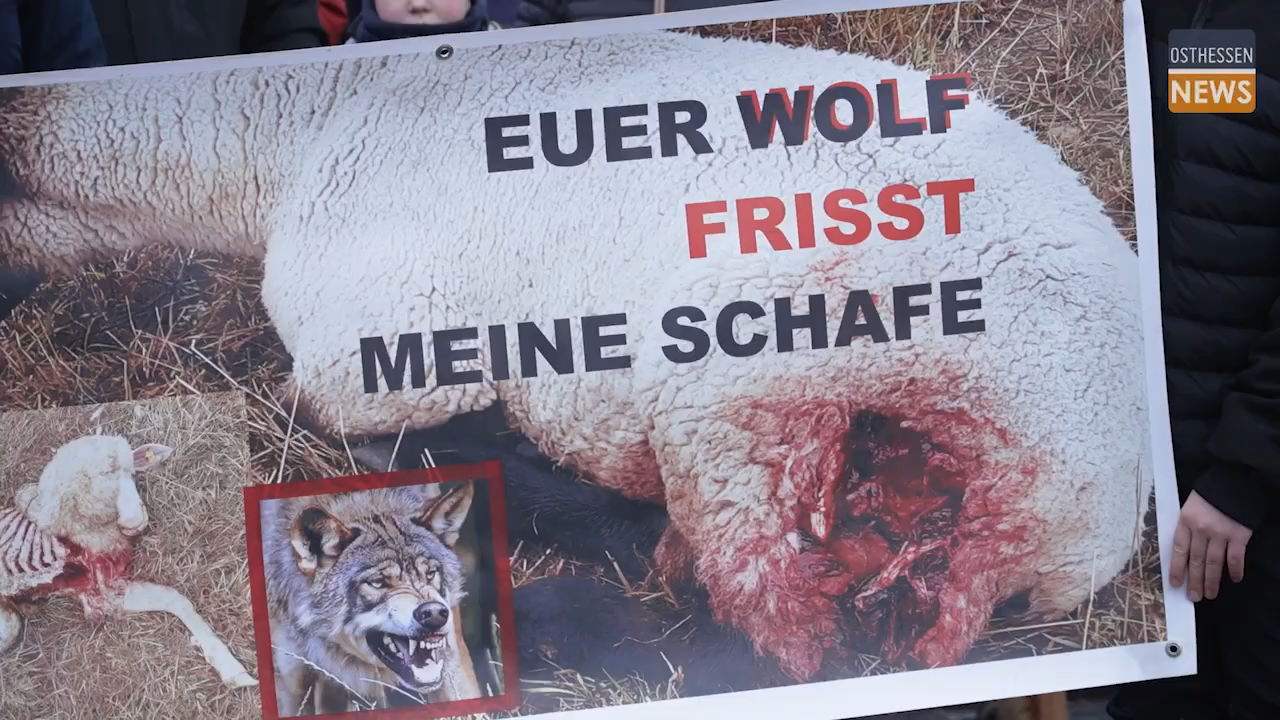 OSTHESSEN
NEWS
EUER WOLF
FRISST
MEINE SCHAFE